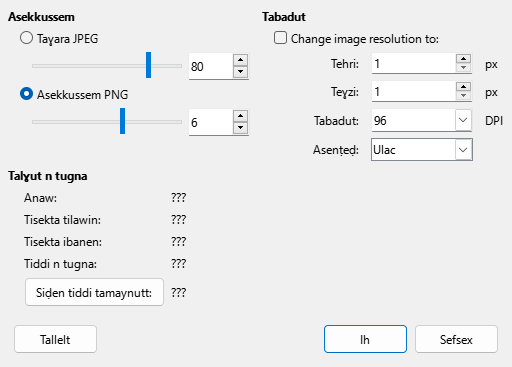 Asekkussem
Taɣara JPEG
80
Asekkussem PNG
6
Talɣut n tugna
Anaw: ???
Tisekta tilawin: ???
Tisekta ibanen: ???
Tiddi n tugna: ???
Siḍen tiddi tamaynutt: ???
Tabadut
Change image resolution to:
Tehri: 1 px
Teɣzi: 1 px
Tabadut: 96 DPI
Asenṭeḍ: Ulac
Tallelt
Ih
Sefsex